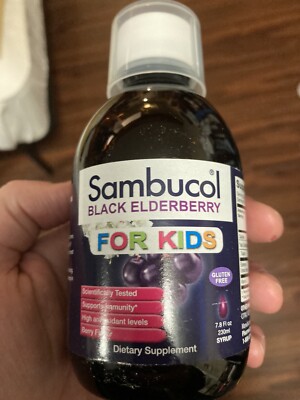 Sambucol®
BLACK ELDERBERRY
FOR KIDS
GLUTEN
FREE
Scientifically Tested
Supports Immunity*
High antioxidant levels
Berry
7.8 fl oz
230ml
SYRUP
Dietary Supplement